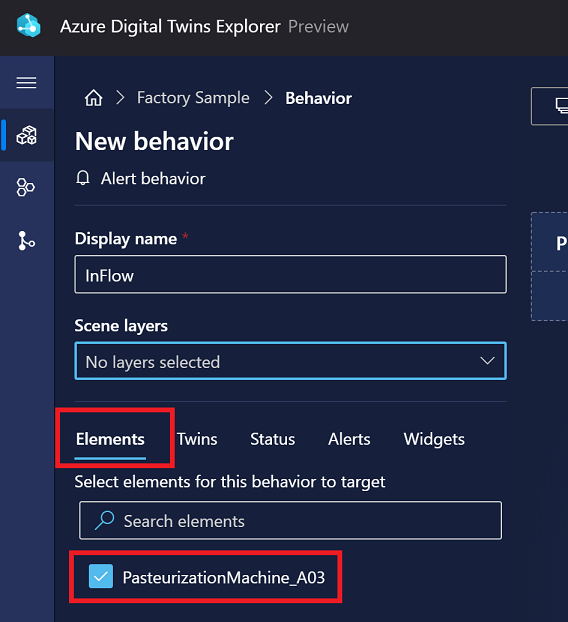 Azure Digital Twins Explorer Preview
Factory Sample Behavior
New behavior
Alert behavior
Display name *
InFlow
Scene layers
No layers selected
Elements Twins Status Alerts Widgets
Select elements for this behavior to target
Search elements
PasteurizationMachine_A03
P